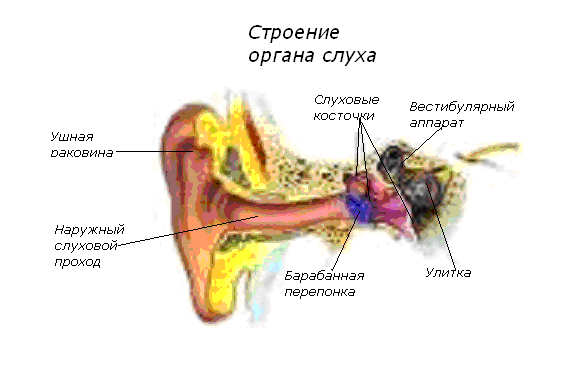 Строение
органа слуха
Слуховые
косточки
Вестибулярный
аппарат
Ушная
раковина
Наружный
слуховой
проход
Барабанная
перепонка
Улитка